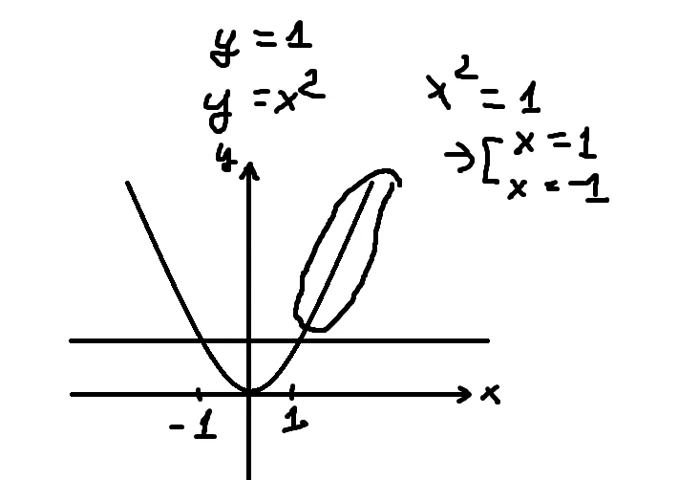 y = 1
y = x²
x² = 1
→ [ x = 1
x = -1
y
x
-1
1